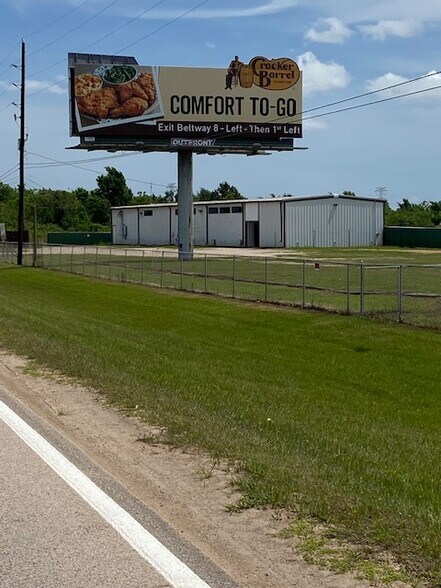 Cracker Barrel
COMFORT TO-GO
Exit Beltway 8 - Left - Then 1st Left
OUTFRONT/